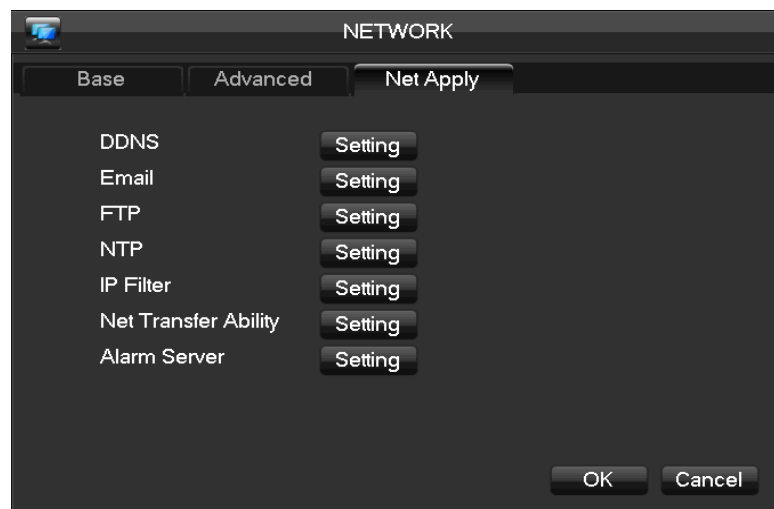 NETWORK
Base Advanced Net Apply
DDNS Setting
Email Setting
FTP Setting
NTP Setting
IP Filter Setting
Net Transfer Ability Setting
Alarm Server Setting
OK Cancel